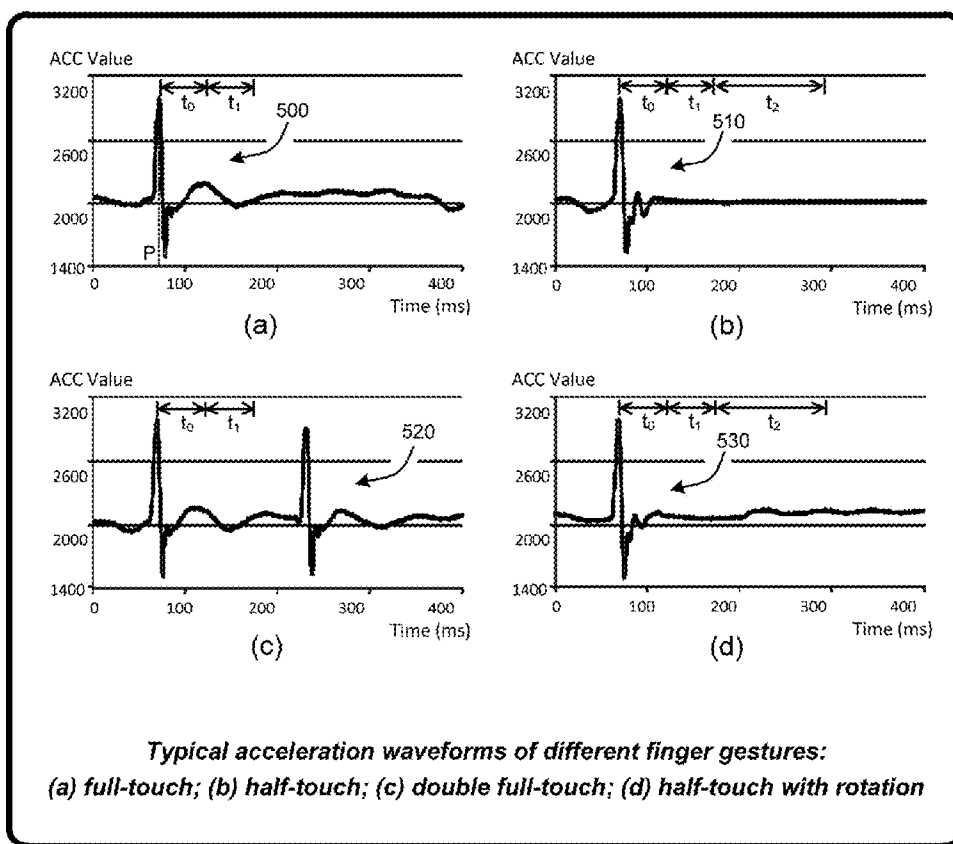 ACC Value
3200
2600
2000
1400
t0
t1
500
P
0 100 200 300 400
Time (ms)
(a)
ACC Value
3200
2600
2000
1400
t0
t1
t2
510
0 100 200 300 400
Time (ms)
(b)
ACC Value
3200
2600
2000
1400
t0
t1
520
0 100 200 300 400
Time (ms)
(c)
ACC Value
3200
2600
2000
1400
t0
t1
t2
530
0 100 200 300 400
Time (ms)
(d)
Typical acceleration waveforms of different finger gestures:
(a) full-touch; (b) half-touch; (c) double full-touch; (d) half-touch with rotation